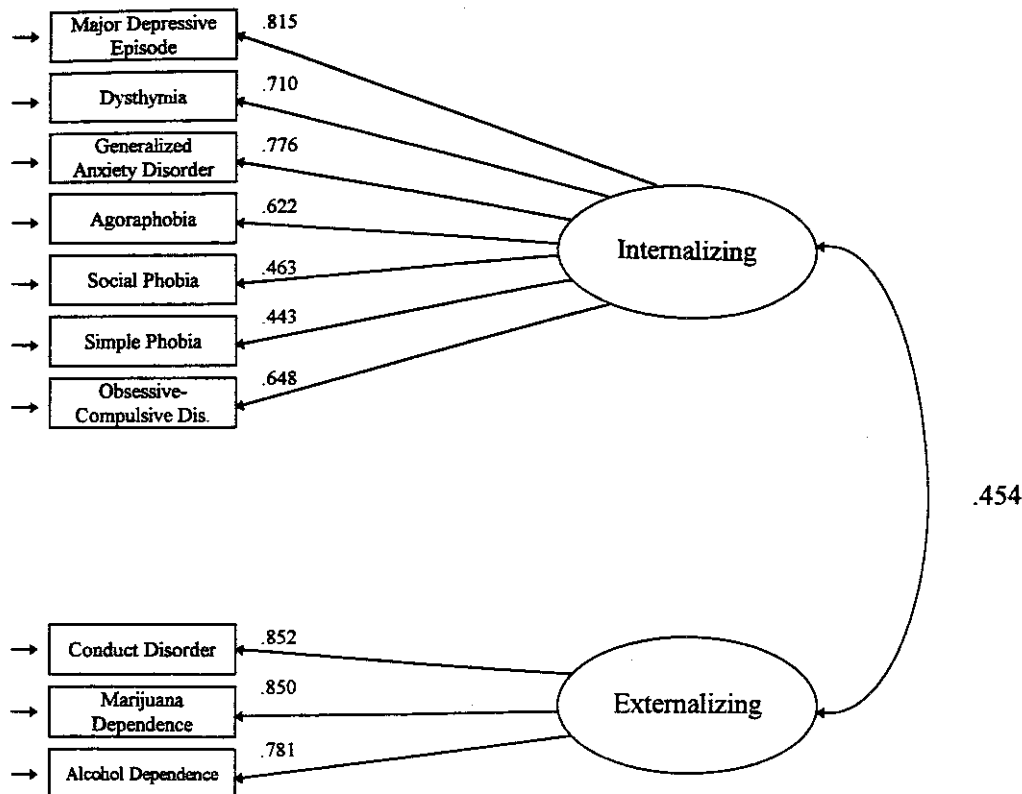 .815
Major Depressive
Episode
.710
Dysthymia
.776
Generalized
Anxiety Disorder
.622
Agoraphobia
.463
Social Phobia
.443
Simple Phobia
.648
Obsessive-
Compulsive Dis.
Internalizing
.454
.852
Conduct Disorder
.850
Marijuana
Dependence
.781
Alcohol Dependence
Externalizing